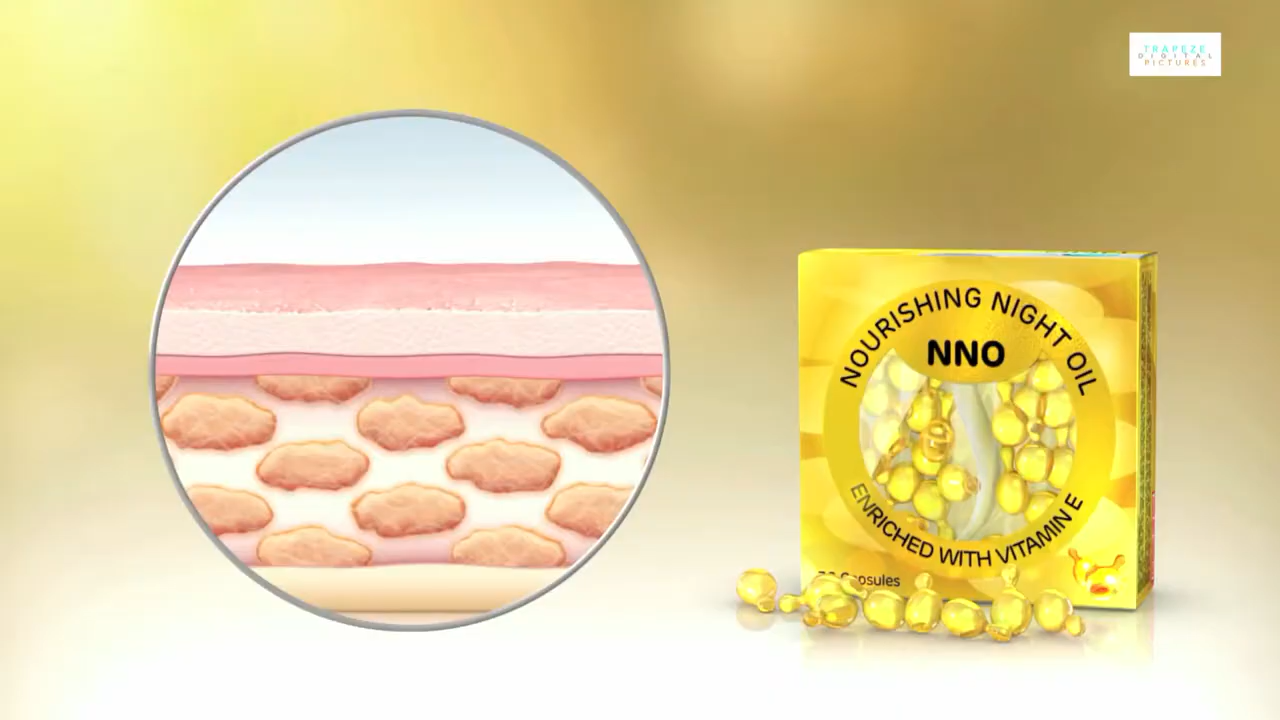 TRAPEZE
DIGITAL
PICTURES
NOURISHING NIGHT OIL
NNO
ENRICHED WITH VITAMIN E
Capsules